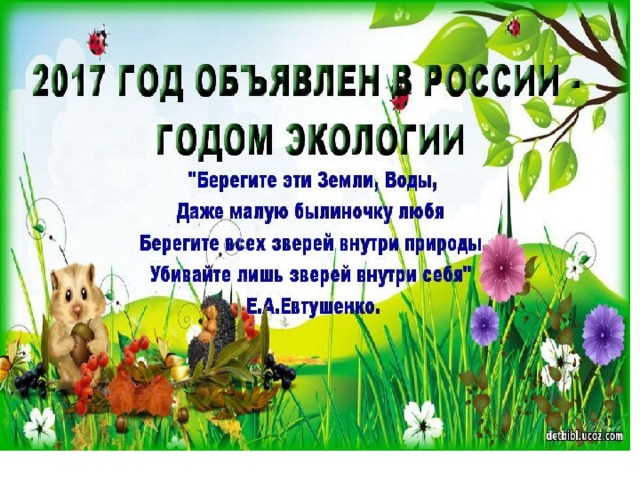 2017 ГОД ОБЪЯВЛЕН В РОССИИ -
ГОДОМ ЭКОЛОГИИ
"Берегите эти Земли, Воды,
Даже малую былиночку любя
Берегите всех зверей внутри природы
Убивайте лишь зверей внутри себя"
Е.А.Евтушенко.
detbibl.ucoz.com